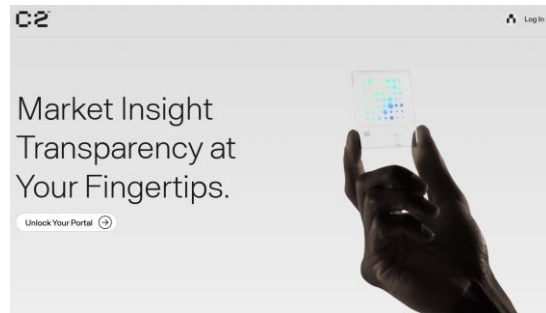 C2
Log In
Market Insight
Transparency at
Your Fingertips.
Unlock Your Portal